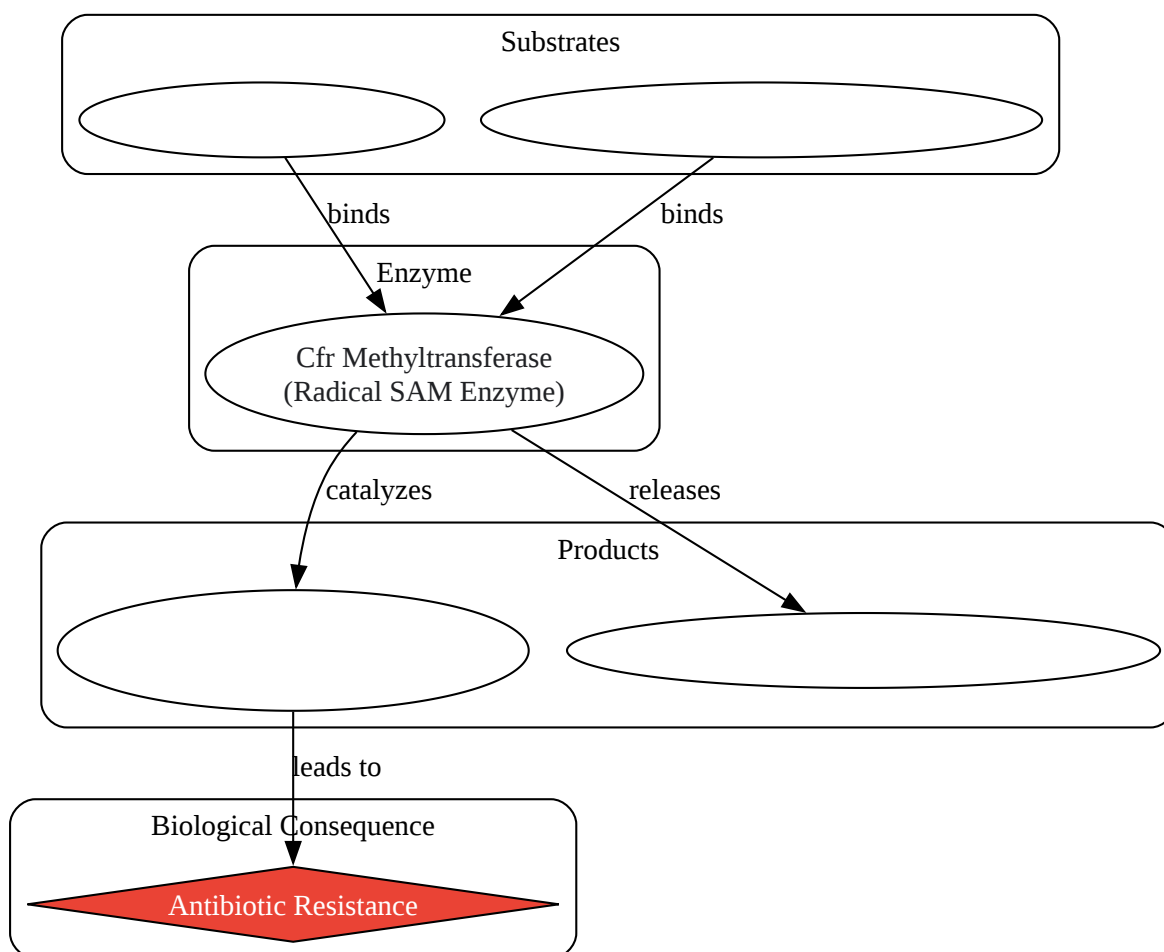 Substrates
binds
binds
Enzyme
Cfr Methyltransferase
(Radical SAM Enzyme)
catalyzes
releases
Products
leads to
Biological Consequence
Antibiotic Resistance